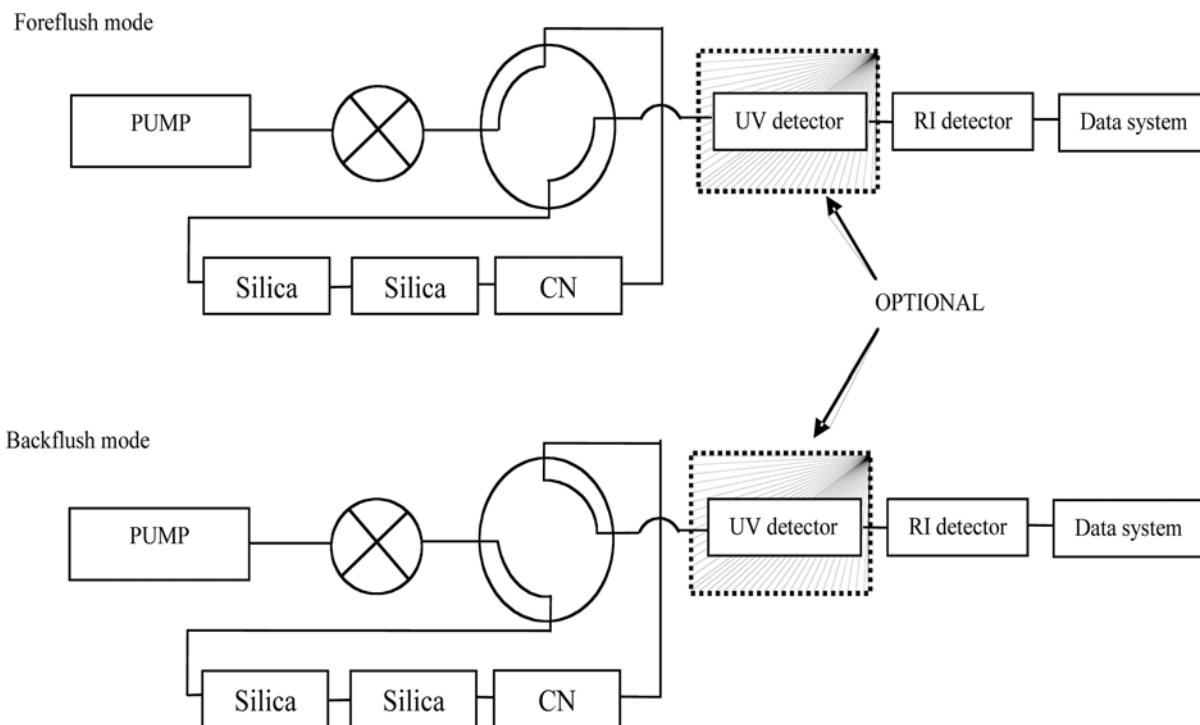 Foreflush mode
PUMP
UV detector
RI detector
Data system
Silica
Silica
CN
OPTIONAL
Backflush mode
PUMP
UV detector
RI detector
Data system
Silica
Silica
CN